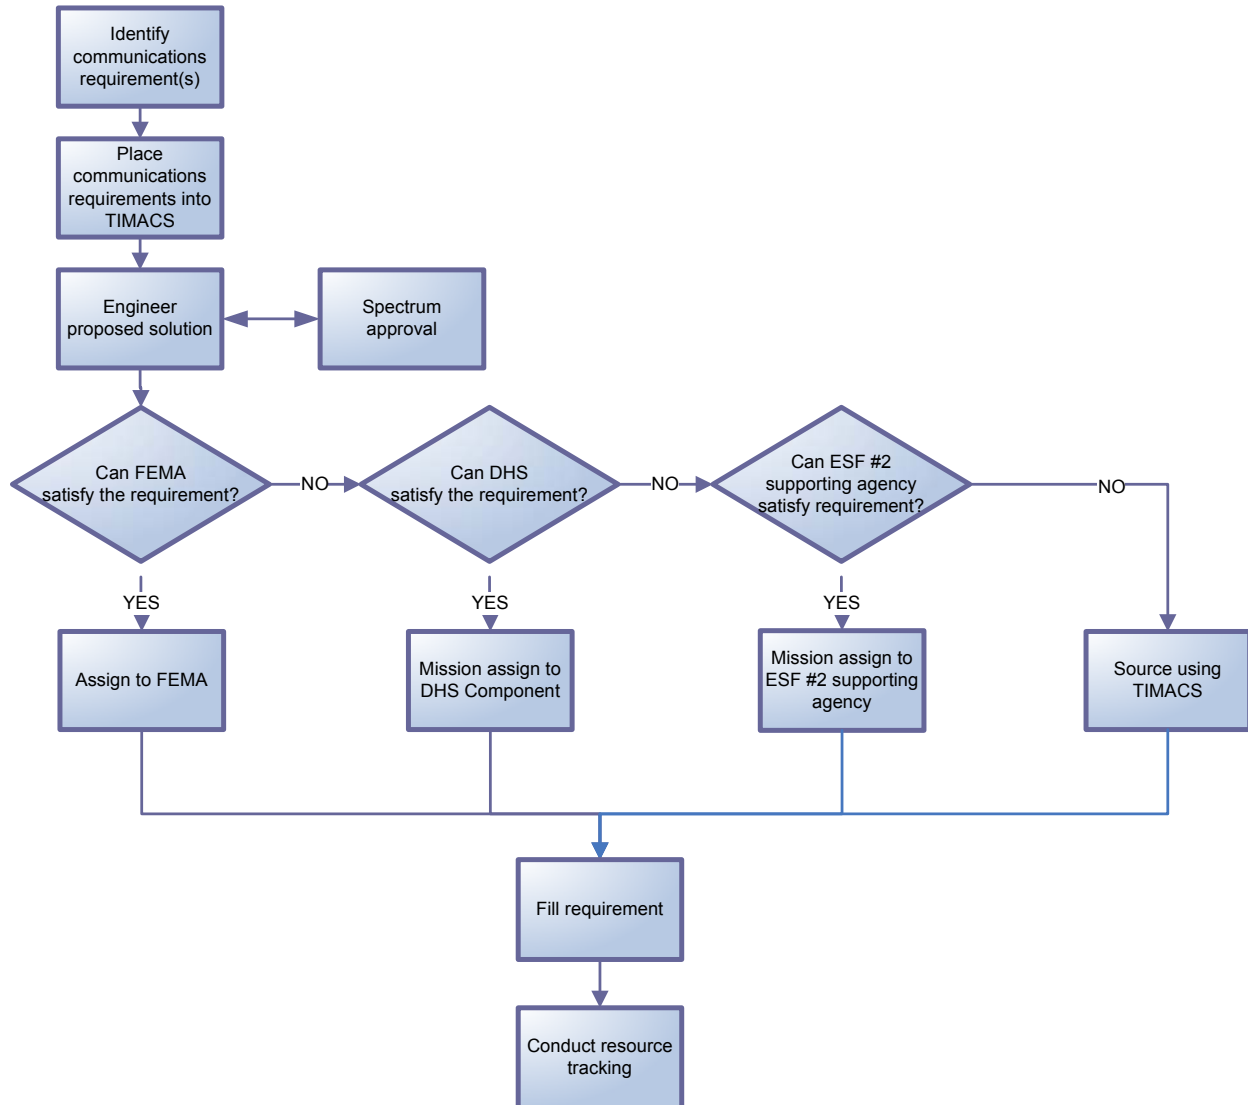 Identify
communications
requirement(s)
Place
communications
requirements into
TIMACS
Engineer
proposed solution
Spectrum
approval
Can FEMA
satisfy the requirement?
NO
Can DHS
satisfy the requirement?
NO
Can ESF #2
supporting agency
satisfy requirement?
NO
YES
YES
YES
Assign to FEMA
Mission assign to
DHS Component
Mission assign to
ESF #2 supporting
agency
Source using
TIMACS
Fill requirement
Conduct resource
tracking